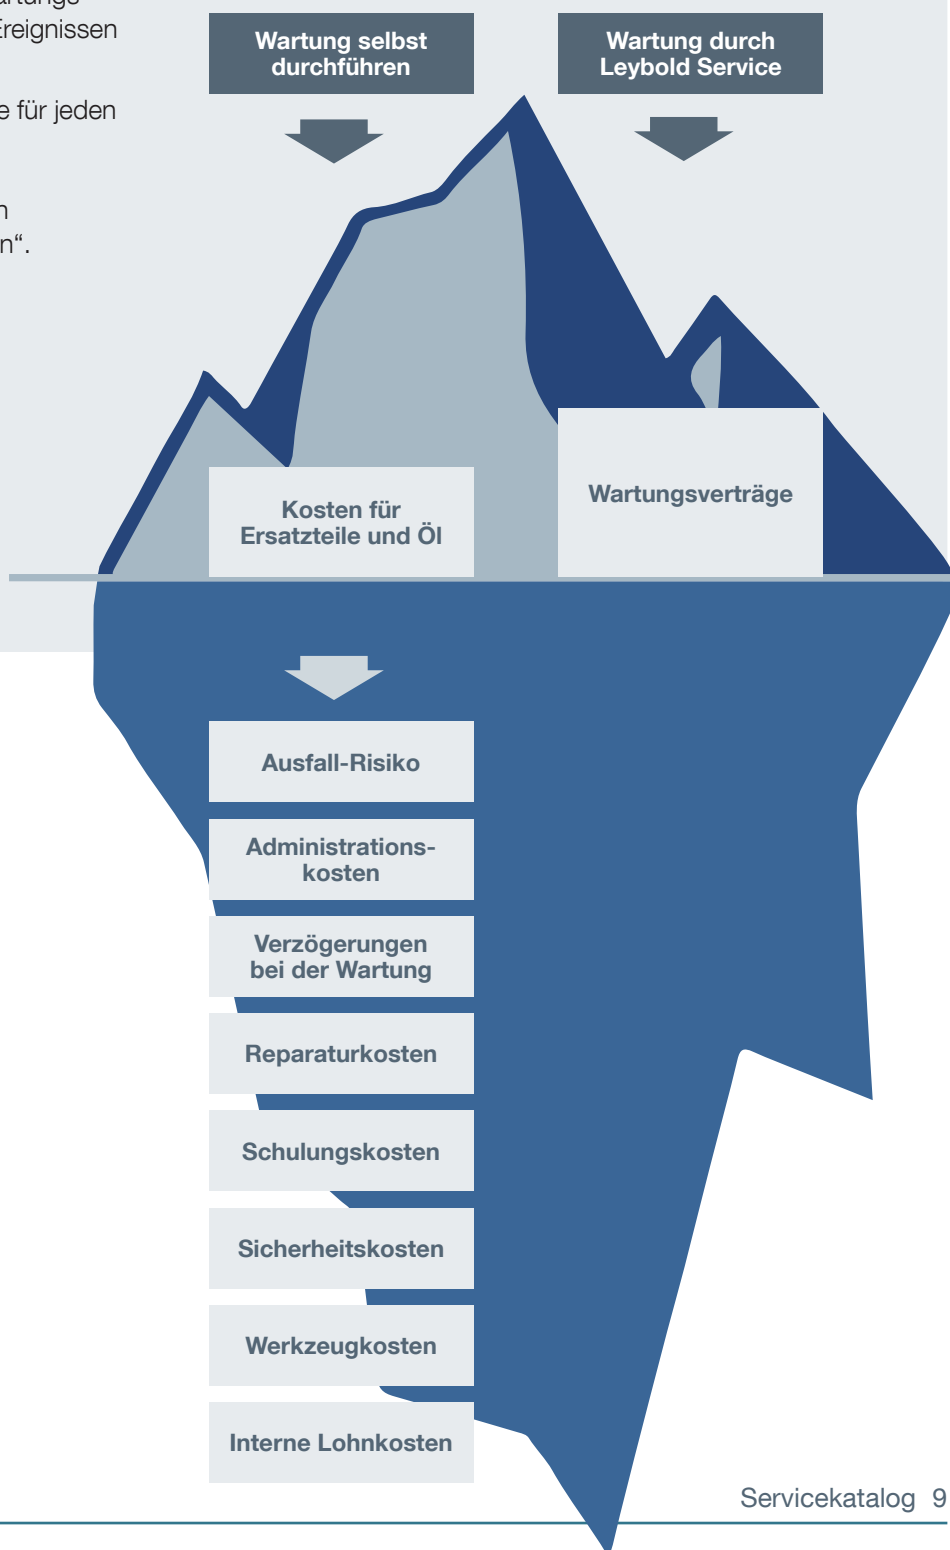 Ereignissen
e für jeden
n“.
Wartung selbst
durchführen
Wartung durch
Leybold Service
Kosten für
Ersatzteile und Öl
Wartungsverträge
Ausfall-Risiko
Administrations-
kosten
Verzögerungen
bei der Wartung
Reparaturkosten
Schulungskosten
Sicherheitskosten
Werkzeugkosten
Interne Lohnkosten
Servicekatalog 9